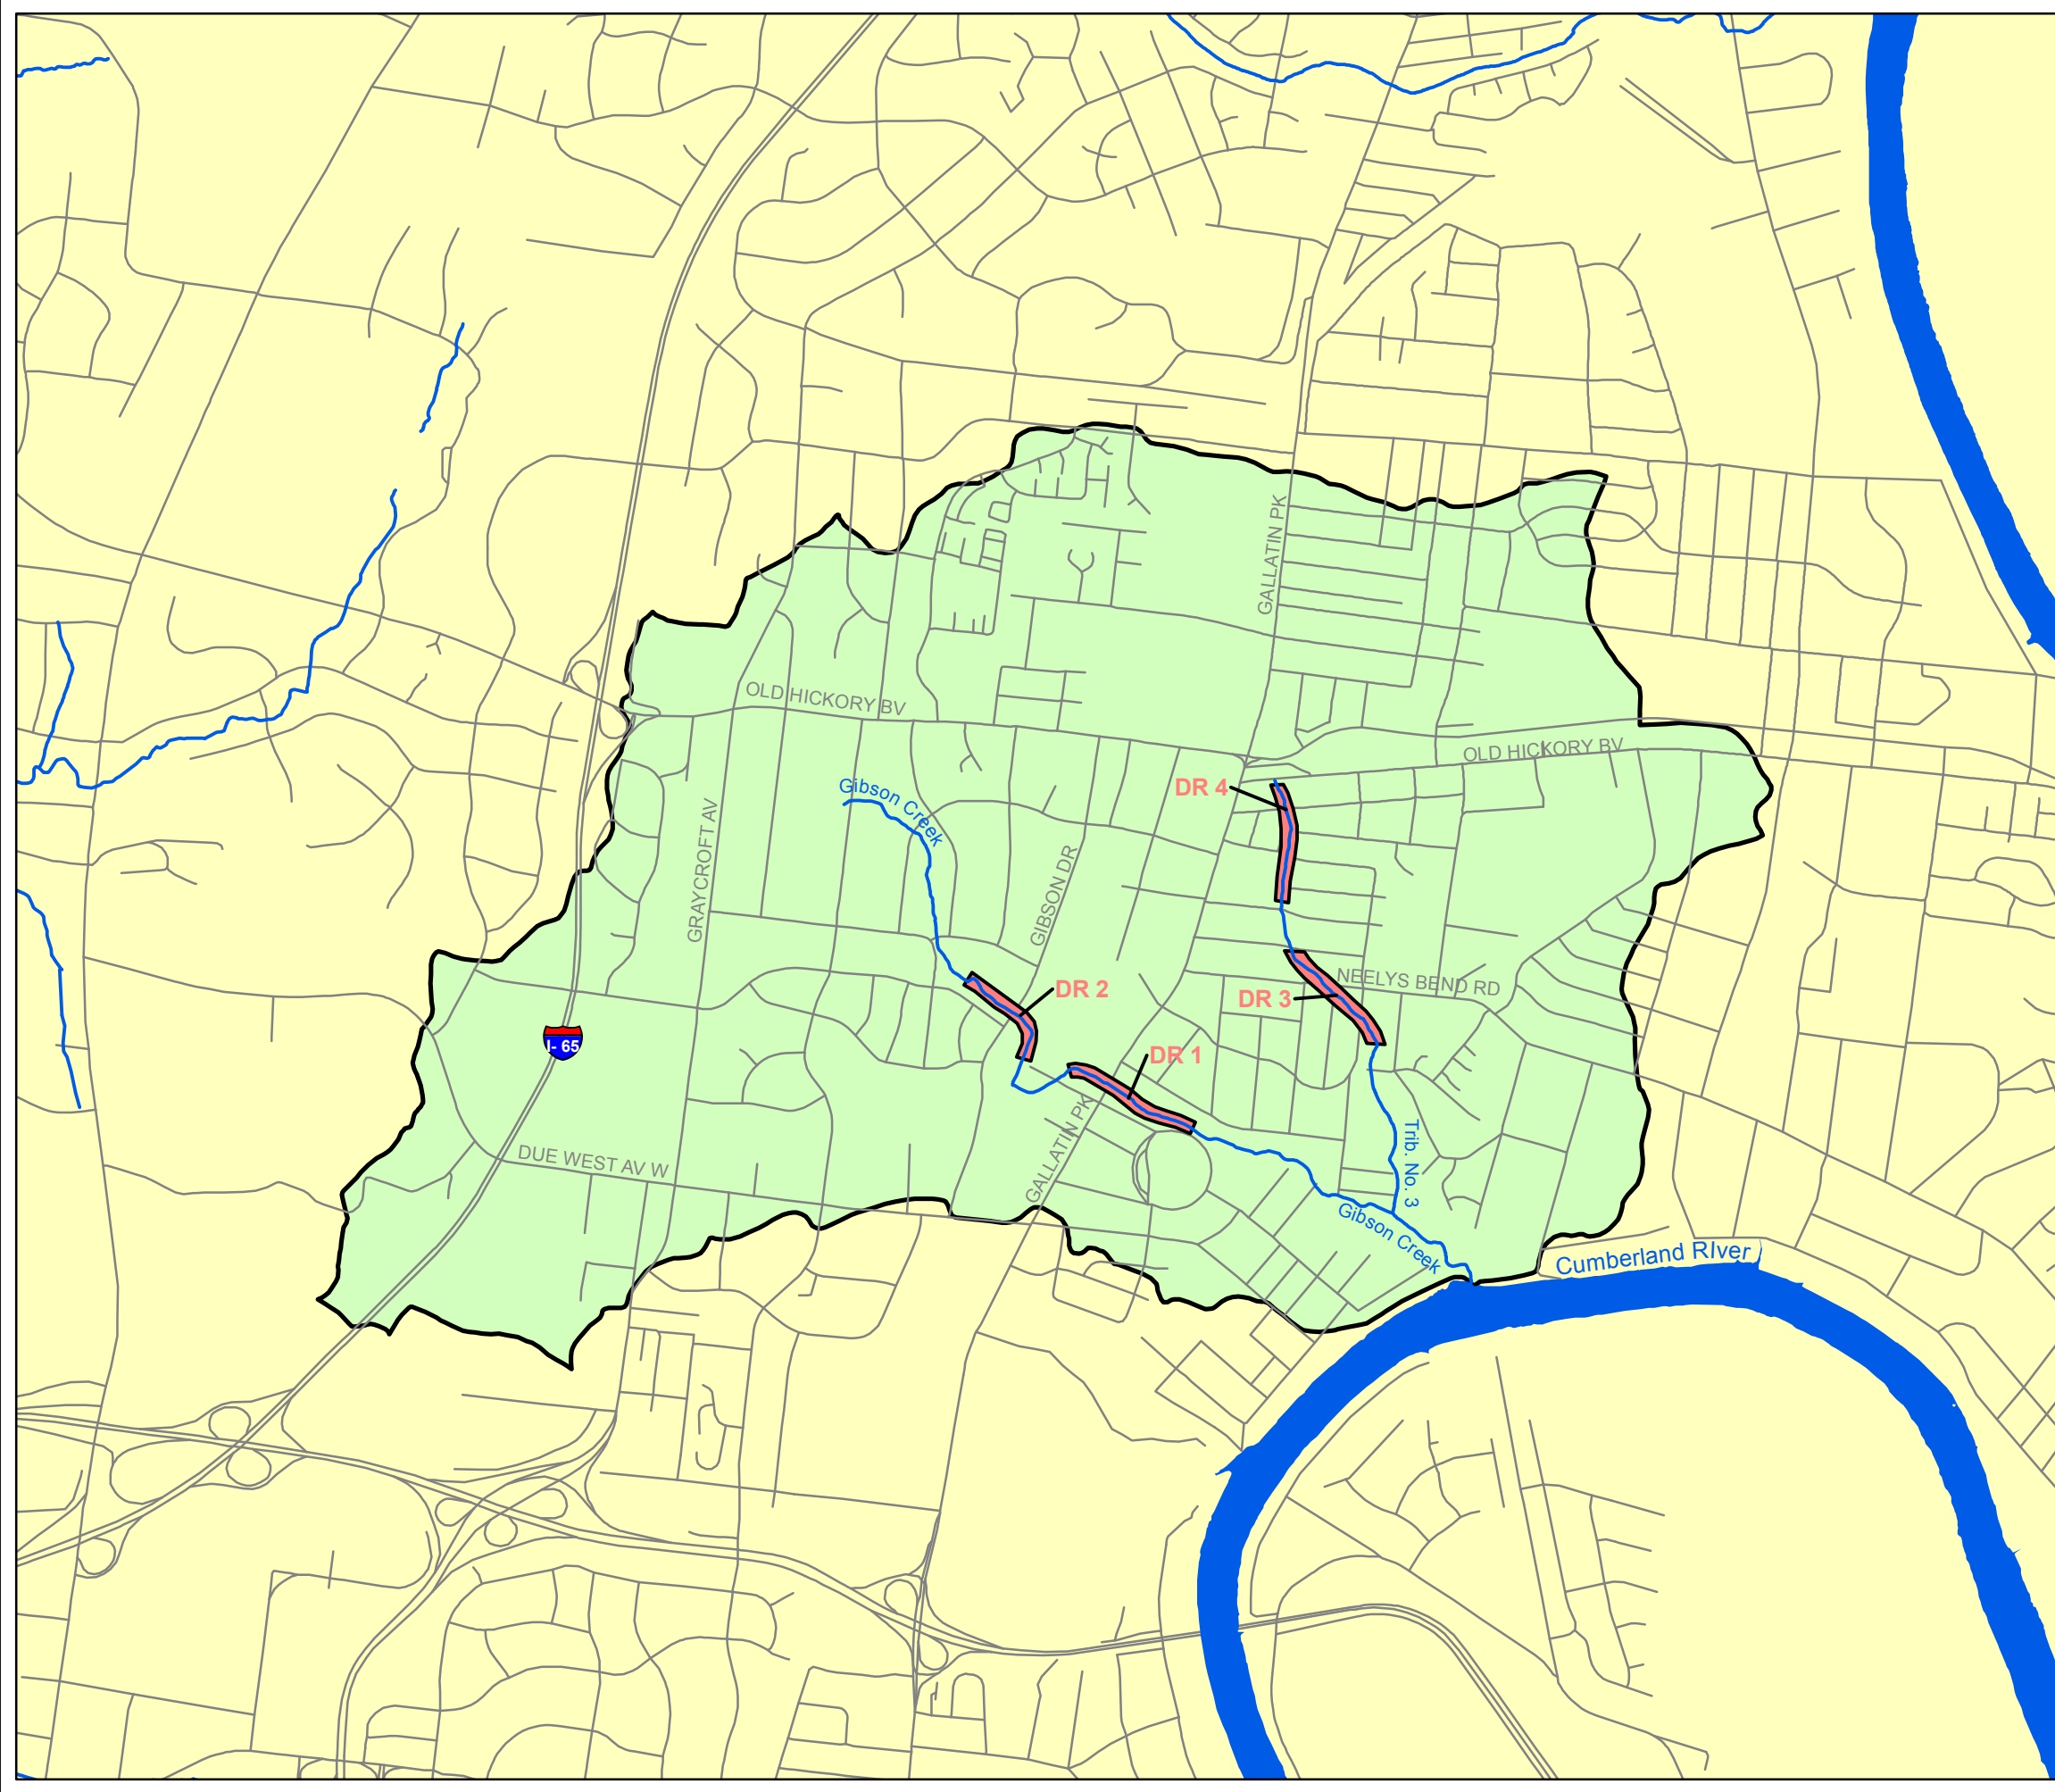 GALLATIN PK
OLD HICKORY BV
OLD HICKORY BV
Gibson Creek
DR 4
GRAYCROFT AV
GIBSON DR
DR 2
DR 3
NEELYS BEND RD
I- 65
DR 1
GALLATIN PK
DUE WEST AV W
Trib. No. 3
Gibson Creek
Cumberland RIver